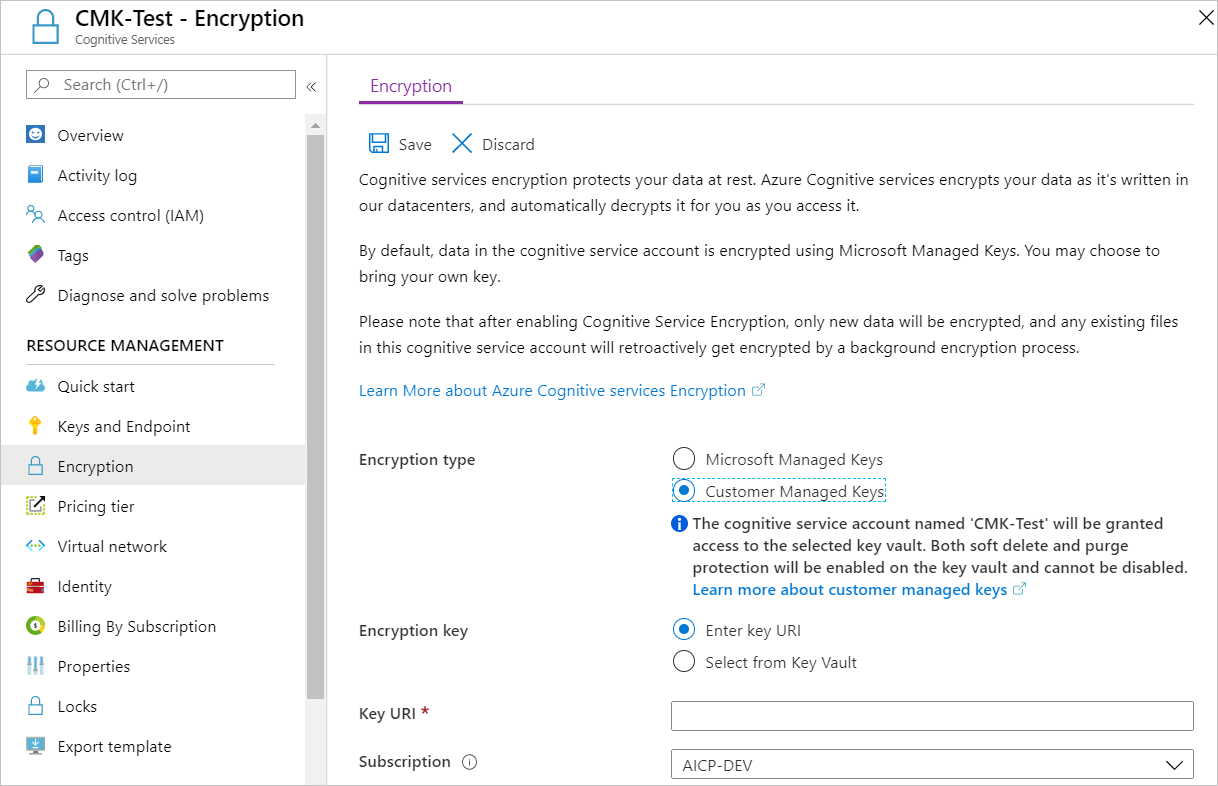 CMK-Test - Encryption
Cognitive Services
Search (Ctrl+/)
Overview
Activity log
Access control (IAM)
Tags
Diagnose and solve problems
RESOURCE MANAGEMENT
Quick start
Keys and Endpoint
Encryption
Pricing tier
Virtual network
Identity
Billing By Subscription
Properties
Locks
Export template
Encryption
Save
Discard
Cognitive services encryption protects your data at rest. Azure Cognitive services encrypts your data as it's written in
our datacenters, and automatically decrypts it for you as you access it.
By default, data in the cognitive service account is encrypted using Microsoft Managed Keys. You may choose to
bring your own key.
Please note that after enabling Cognitive Service Encryption, only new data will be encrypted, and any existing files
in this cognitive service account will retroactively get encrypted by a background encryption process.
Learn More about Azure Cognitive services Encryption
Encryption type
Microsoft Managed Keys
Customer Managed Keys
The cognitive service account named 'CMK-Test' will be granted
access to the selected key vault. Both soft delete and purge
protection will be enabled on the key vault and cannot be disabled.
Learn more about customer managed keys
Encryption key
Enter key URI
Select from Key Vault
Key URI *
Subscription
AICP-DEV